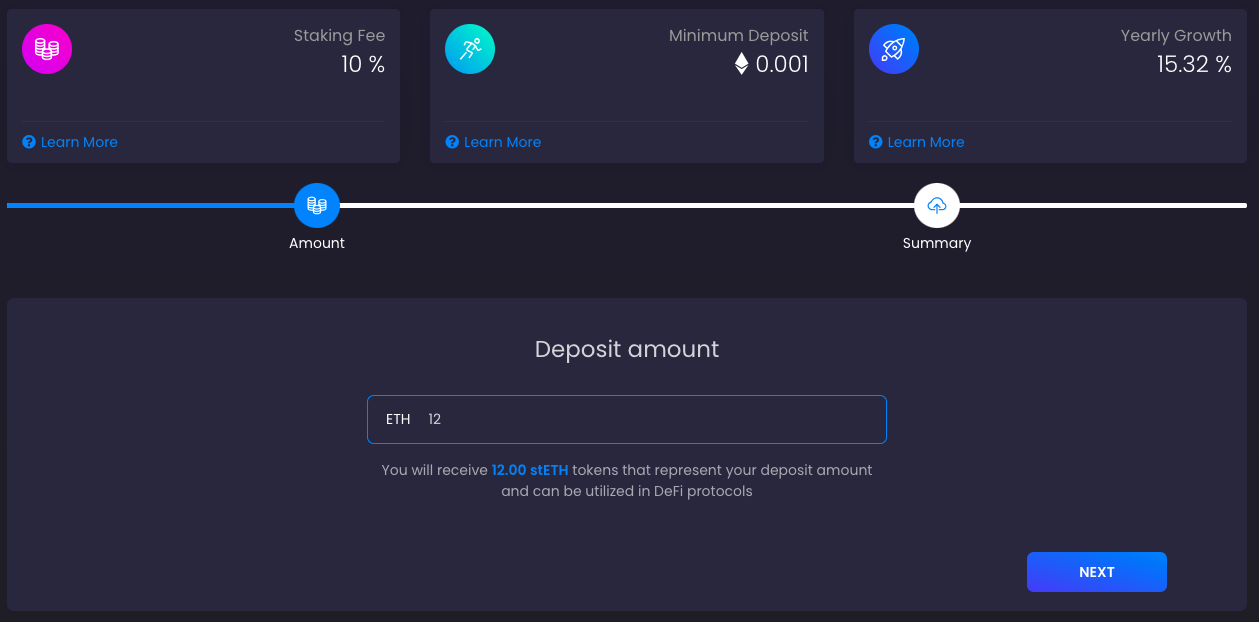 Staking Fee
10 %
Learn More
Minimum Deposit
0.001
Learn More
Yearly Growth
15.32 %
Learn More
Amount
Summary
Deposit amount
ETH 12
You will receive 12.00 stETH tokens that represent your deposit amount
and can be utilized in DeFi protocols
NEXT